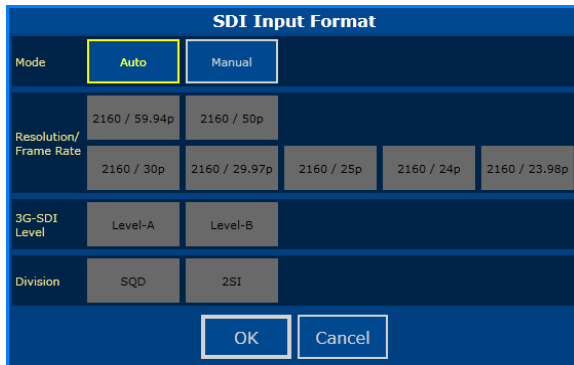 SDI Input Format
Mode
Auto
Manual
Resolution/
Frame Rate
2160 / 59.94p
2160 / 50p
2160 / 30p
2160 / 29.97p
2160 / 25p
2160 / 24p
2160 / 23.98p
3G-SDI
Level
Level-A
Level-B
Division
SQD
2SI
OK
Cancel